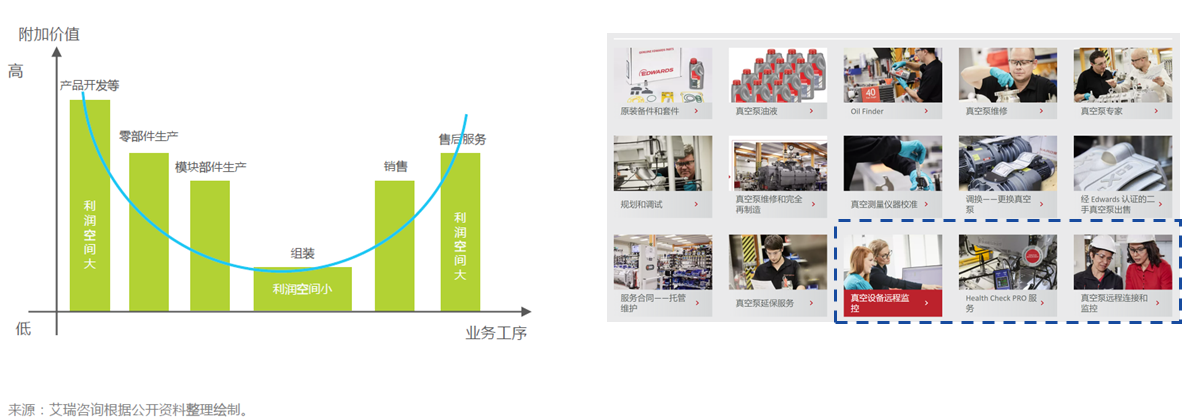 附加价值
高
产品开发等
零部件生产
模块部件生产
组装
销售
售后服务
利润空间大
利润空间小
利润空间大
低
业务工序
EDWARDS
原装备件和套件
真空泵油液
40
Oil Finder
真空泵维修
真空泵专家
规划和调试
真空泵维修和完全
再制造
真空测量仪器校准
调换——更换真空
泵
经 Edwards 认证的二
手真空泵出售
服务合同——托管
维护
真空泵延保服务
真空设备远程监
控
Health Check PRO 服
务
真空泵远程连接和
监控
来源：艾瑞咨询根据公开资料整理绘制。